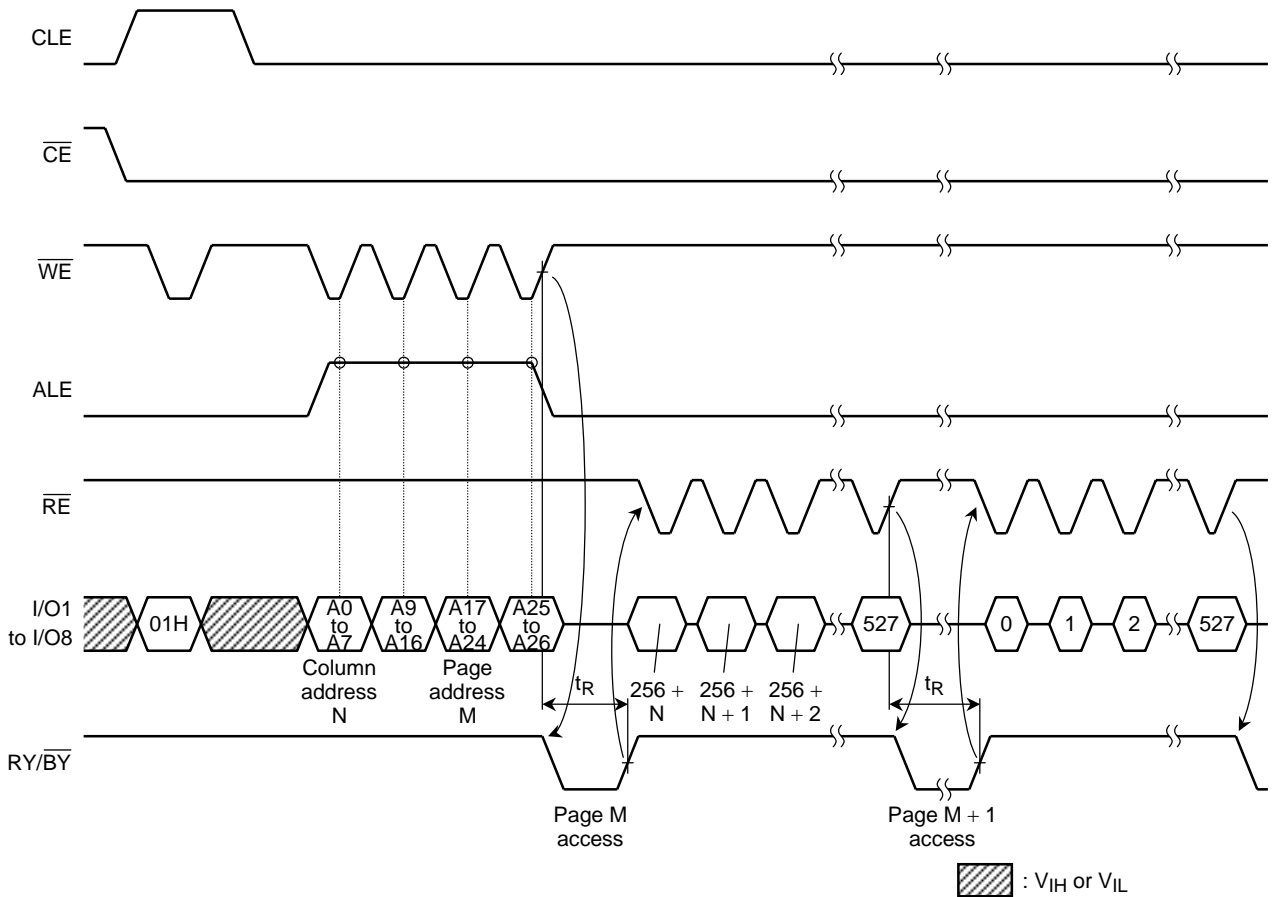 CLE
CE
WE
ALE
RE
I/O1
to I/O8
01H
A0
to
A7
A9
to
A16
A17
to
A24
A25
to
A26
527
0
1
2
527
Column
address
N
Page
address
M
tR
256 +
N
256 +
N + 1
256 +
N + 2
tR
RY/BY
Page M
access
Page M + 1
access
: VIH or VIL